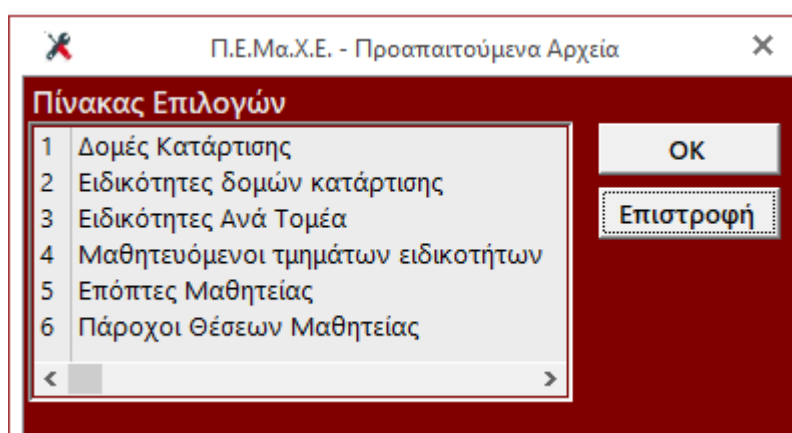 Π.Ε.Μα.Χ.Ε. - Προαπαιτούμενα Αρχεία
Πίνακας Επιλογών
1 Δομές Κατάρτισης
2 Ειδικότητες δομών κατάρτισης
3 Ειδικότητες Ανά Τομέα
4 Μαθητευόμενοι τμημάτων ειδικοτήτων
5 Επόπτες Μαθητείας
6 Πάροχοι Θέσεων Μαθητείας
OK
Επιστροφή